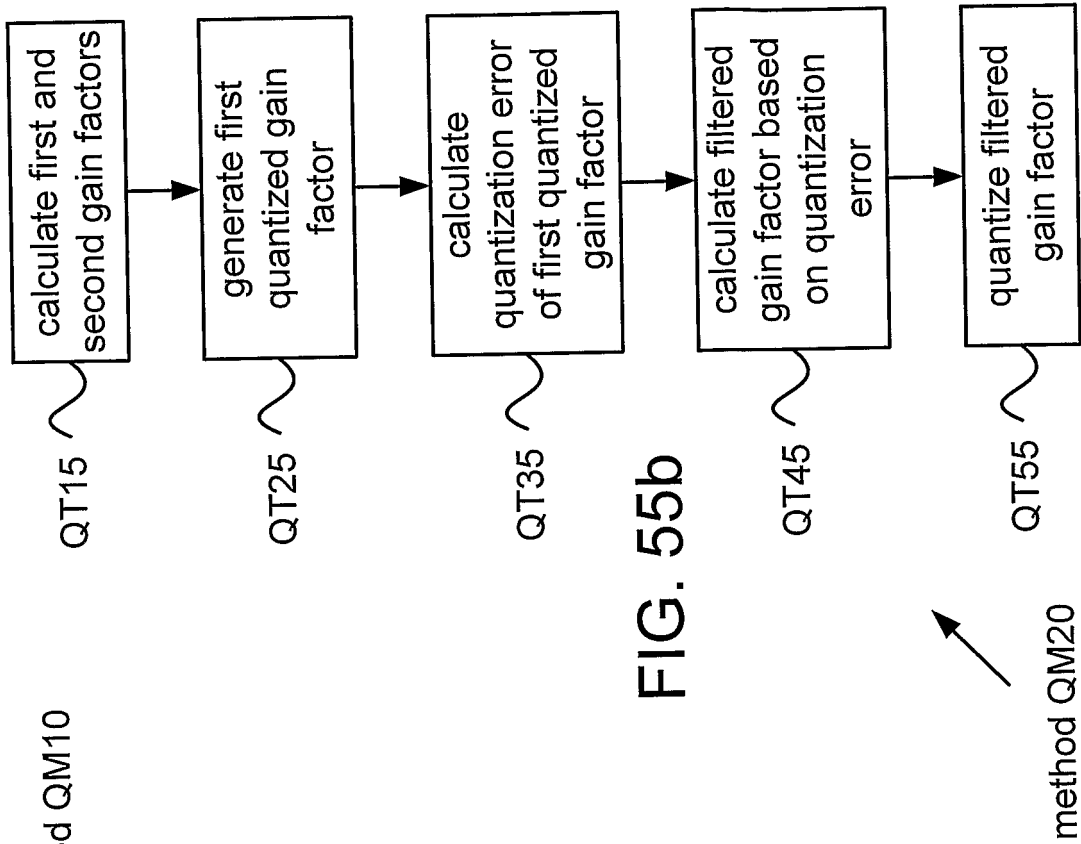 calculate first and
second gain factors
QT15
generate first
quantized gain
factor
QT25
calculate
quantization error
of first quantized
gain factor
QT35
calculate filtered
gain factor based
on quantization
error
QT45
quantize filtered
gain factor
QT55
FIG. 55b
method QM20
od QM10